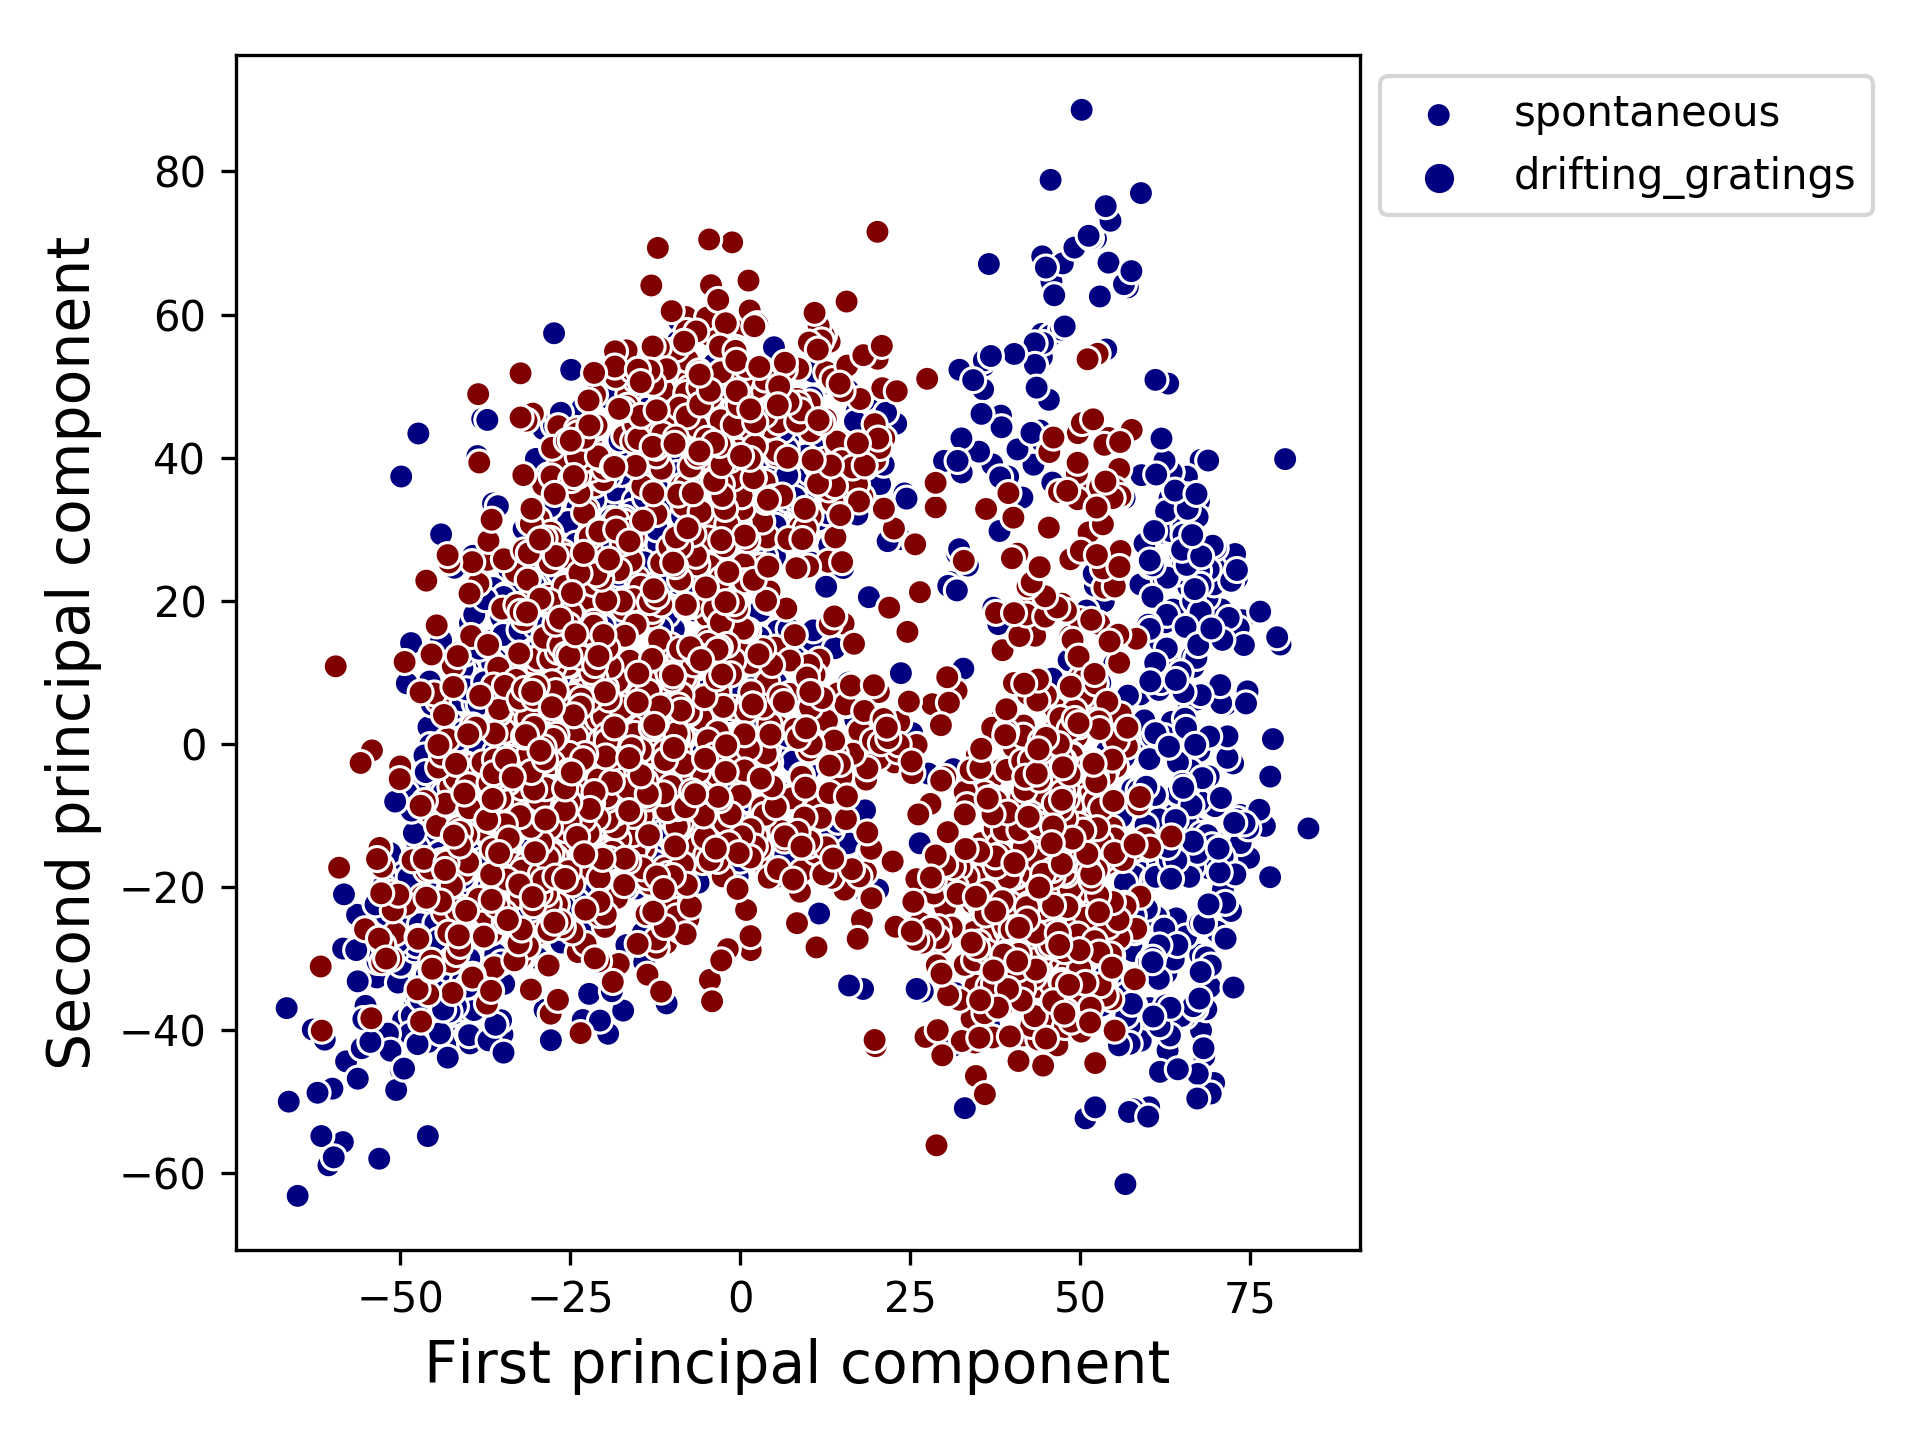 spontaneous
drifting_gratings
80
60
40
20
0
−20
−40
−60
Second principal component
−50 −25 0 25 50 75
First principal component